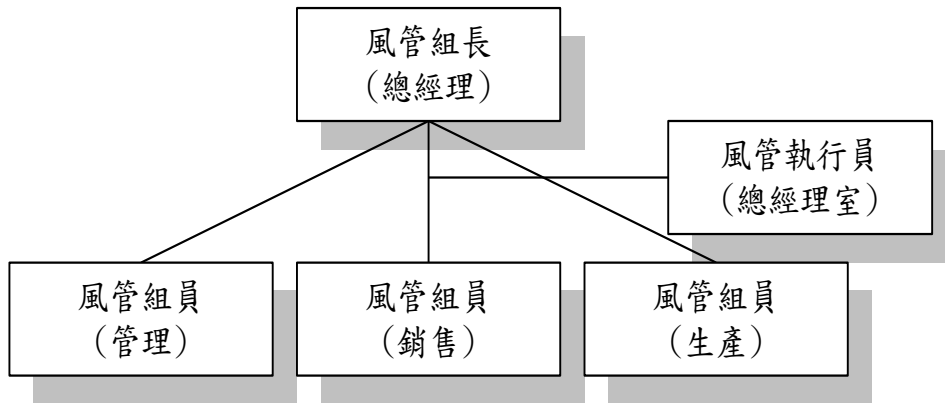 風管組長
(總經理)
風管執行員
(總經理室)
風管組員
(管理)
風管組員
(銷售)
風管組員
(生產)